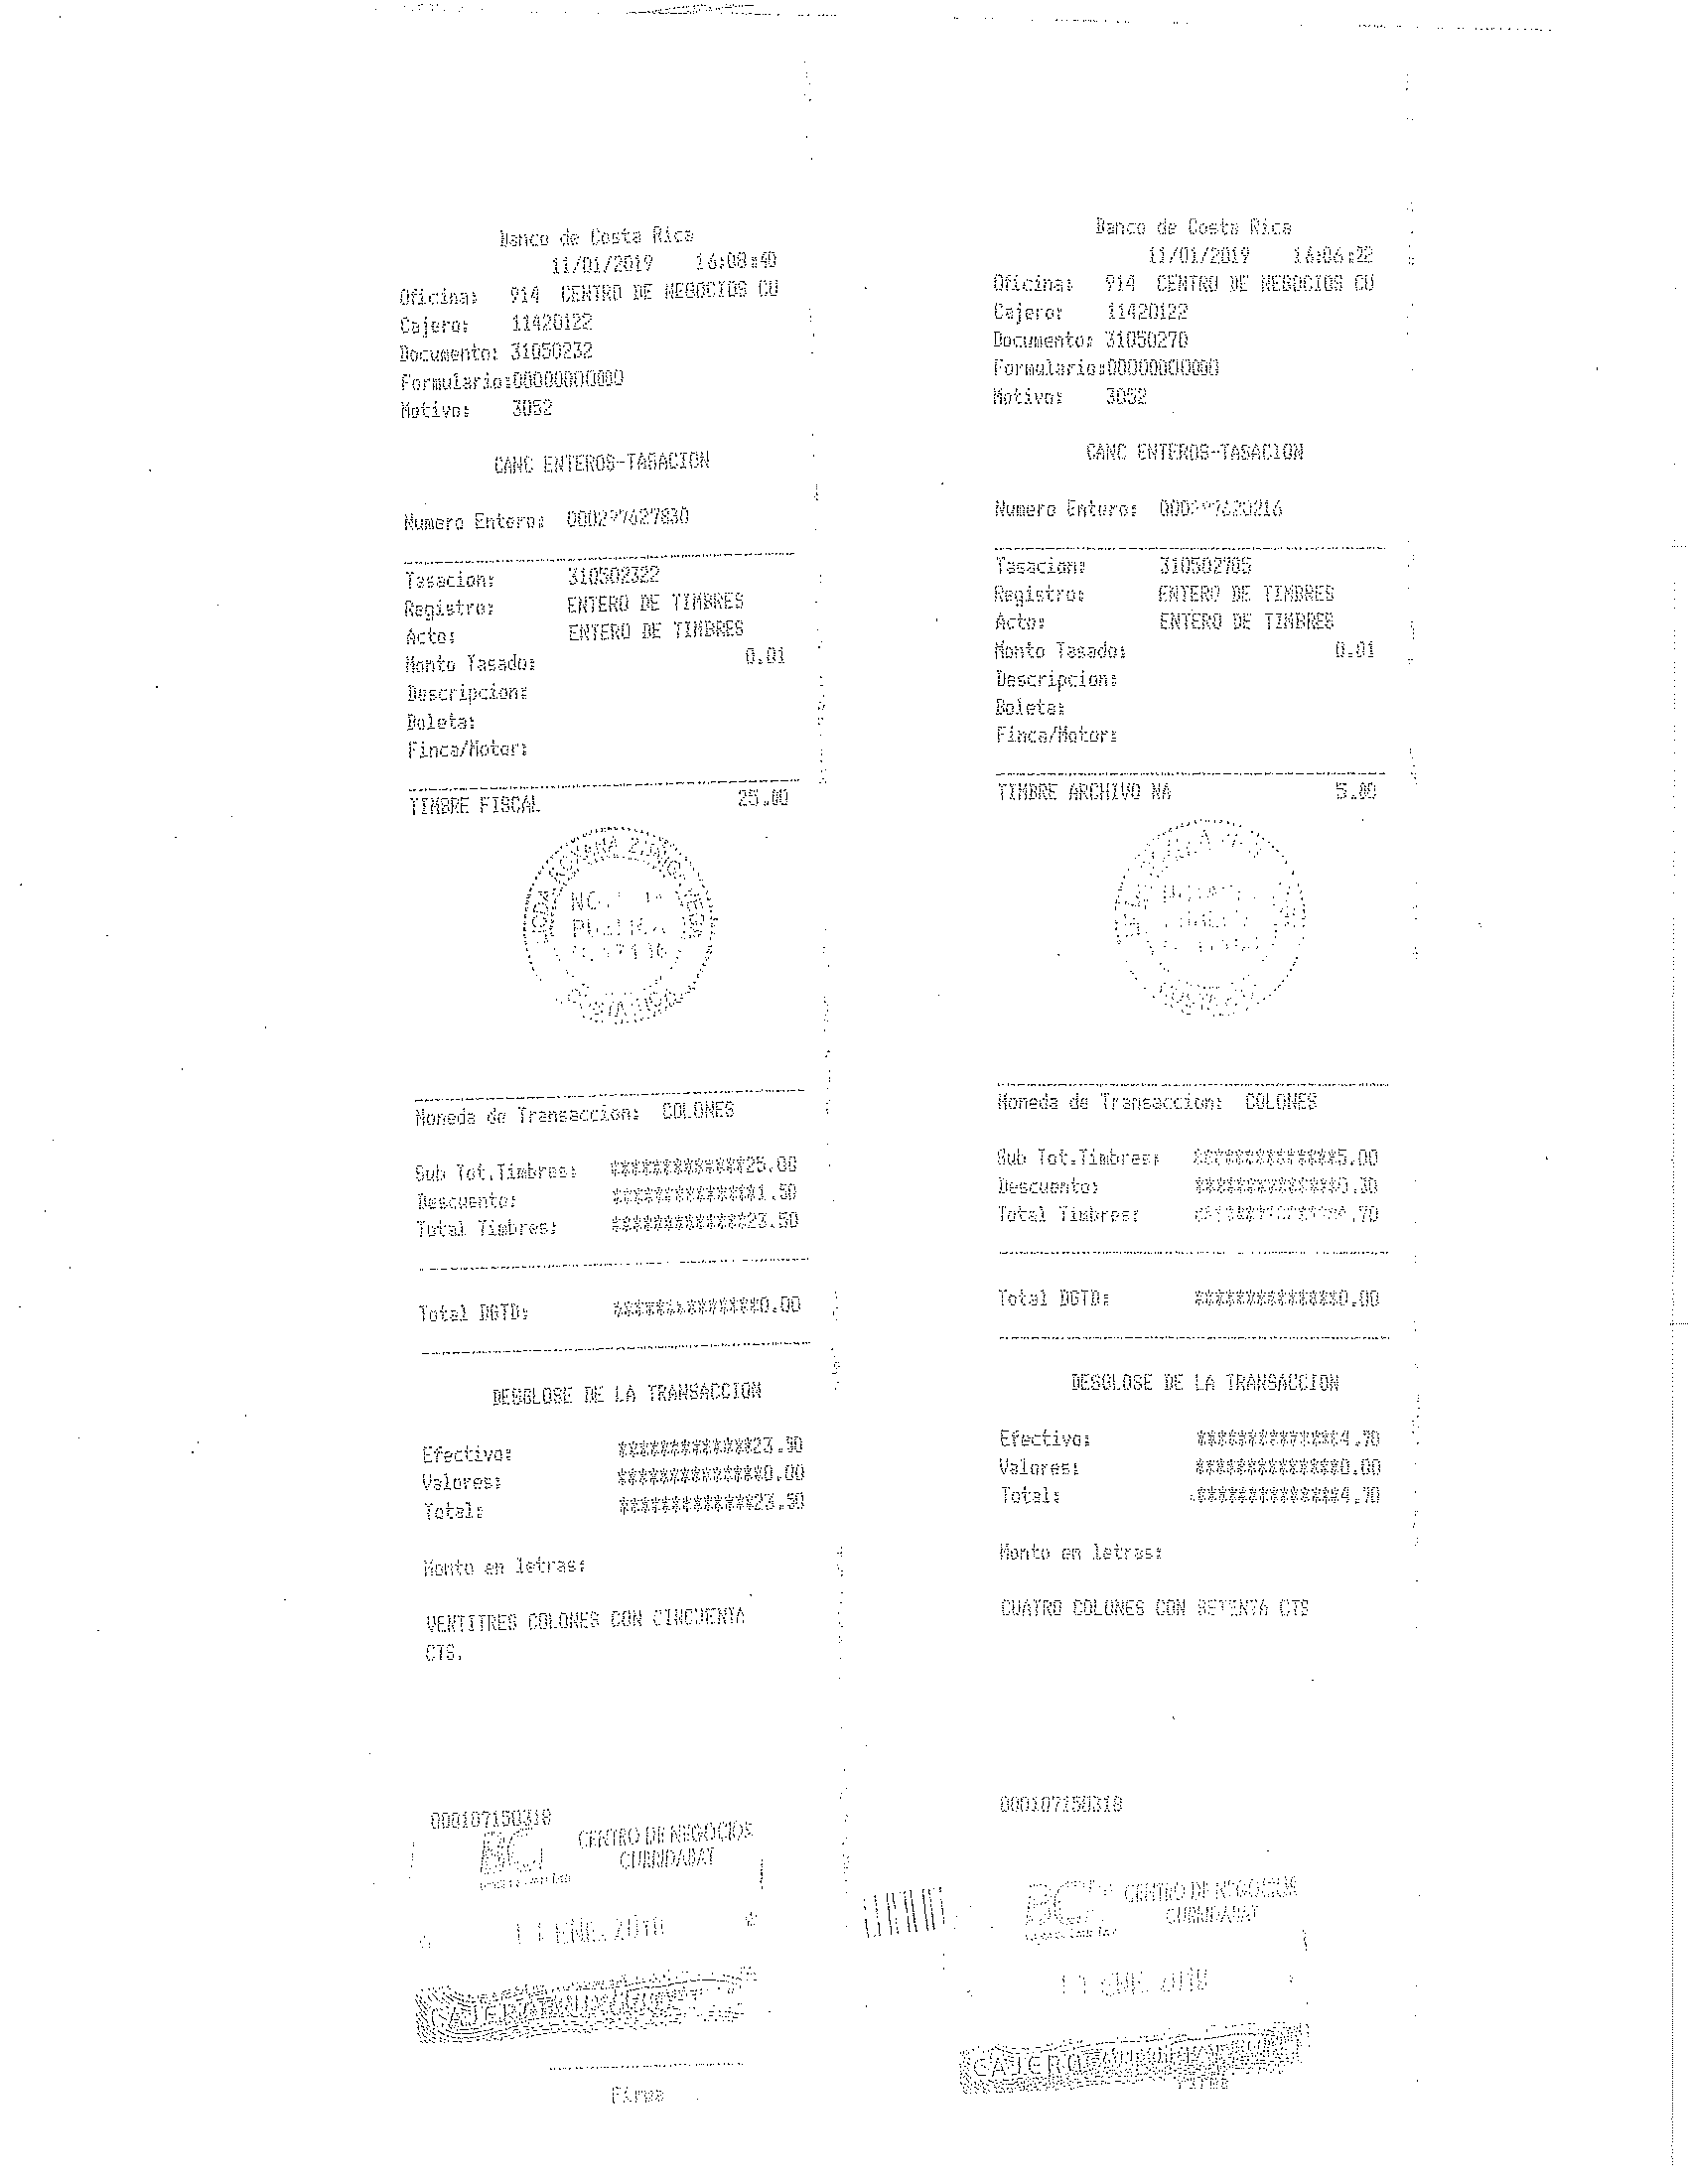 Banco de Costa Rica
11/01/2019 16:08:40
Oficina: 914 CENTRO DE NEGOCIOS CU
Cajero: 11420122
Documento: 31050232
Formulario:00000000000
Motivo: 3052
CANC ENTEROS-TASACION
Numero Entero: 000297627830
Tasacion: 310502322
Registro: ENTERO DE TIMBRES
Acto: ENTERO DE TIMBRES
Monto Tasado: 0.01
Descripcion:
Boleta:
Finca/Motor:
TIMBRE FISCAL 25.00
Moneda de Transaccion: COLONES
Sub Tot.Timbres: *************25.00
Descuento: **************1.50
Total Timbres: *************23.50
Total DGTD: **************0.00
DESGLOSE DE LA TRANSACCION
Efectivo: *************23.50
Valores: **************0.00
Total: *************23.50
Monto en letras:
VENTITRES COLONES CON CINCUENTA
CTS.
000107150318
CENTRO DE NEGOCIOS
CURRIDABAT
11 ENE. 2019
Firma
Banco de Costa Rica
11/01/2019 16:06:22
Oficina: 914 CENTRO DE NEGOCIOS CU
Cajero: 11420122
Documento: 31050270
Formulario:00000000000
Motivo: 3052
CANC ENTEROS-TASACION
Numero Entero:
Tasacion: 310502705
Registro: ENTERO DE TIMBRES
Acto: ENTERO DE TIMBRES
Monto Tasado: 0.01
Descripcion:
Boleta:
Finca/Motor:
TIMBRE ARCHIVO NA 5.00
Moneda de Transaccion: COLONES
Sub Tot.Timbres: **************5.00
Descuento: **************0.30
Total Timbres: **************4.70
Total DGTD: **************0.00
DESGLOSE DE LA TRANSACCION
Efectivo: **************4.70
Valores: **************0.00
Total: **************4.70
Monto en letras:
CUATRO COLONES CON SETENTA CTS
000107150318
BCR CENTRO DE NEGOCIOS
CURRIDABAT
11 ENE. 2019
CAJERO
Firma